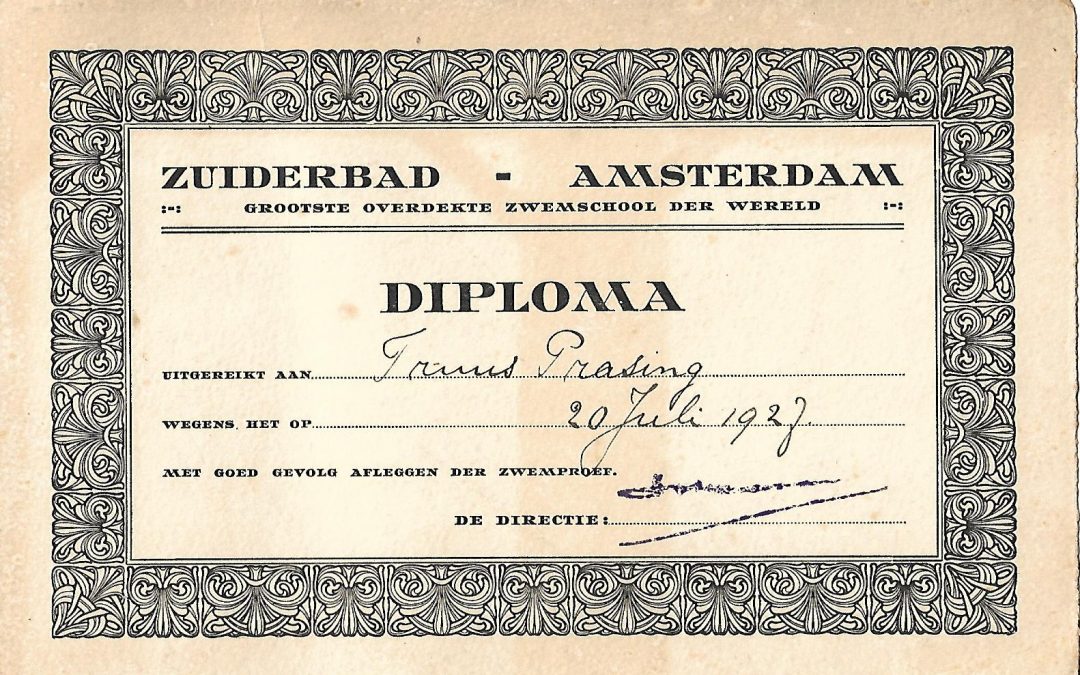 ZUIDERBAD - AMSTERDAM
:-: GROOTSTE OVERDEKTE ZWEMSCHOOL DER WERELD :-:
DIPLOMA
UITGEREIKT AAN Truus Prasing
WEGENS HET OP 20 Juli 1927.
MET GOED GEVOLG AFLEGGEN DER ZWEMPROEF.
DE DIRECTIE: